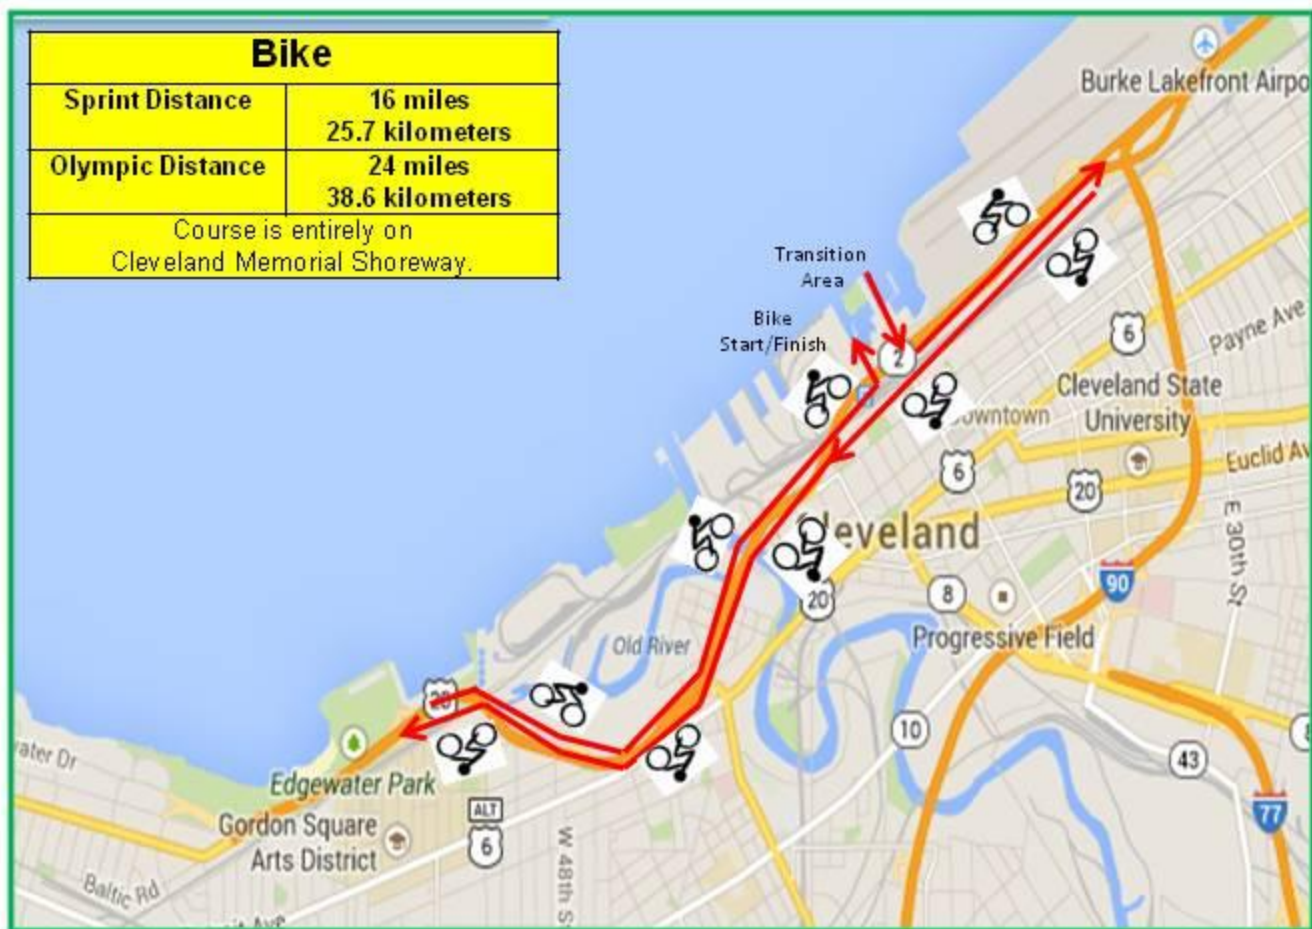 Bike
Sprint Distance
16 miles
25.7 kilometers
Olympic Distance
24 miles
38.6 kilometers
Course is entirely on
Cleveland Memorial Shoreway.
Burke Lakefront Airpo
Transition
Area
Bike
Start/Finish
2
6
Payne Ave
Cleveland State
University
owntown
Euclid Av
6
20
E 30th St
leveland
90
20
8
Progressive Field
Old River
28
10
43
ater Dr
Edgewater Park
ALT
6
Gordon Square
Arts District
W 48th S
77
Baltic Rd